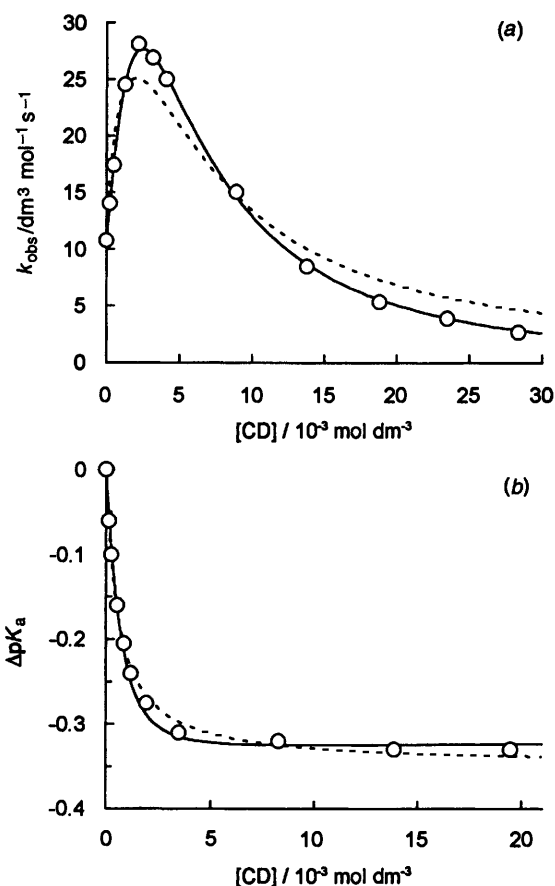 (a)
k_obs/dm³ mol⁻¹ s⁻¹
30
25
20
15
10
5
0
0 5 10 15 20 25 30
[CD] / 10⁻³ mol dm⁻³
(b)
ΔpKₐ
0
-0.1
-0.2
-0.3
-0.4
0 5 10 15 20
[CD] / 10⁻³ mol dm⁻³